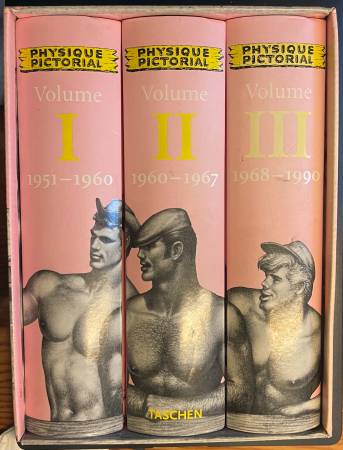 PHYSIQUE
PICTORIAL
Volume
I
1951–1960
PHYSIQUE
PICTORIAL
Volume
II
1960–1967
TASCHEN
PHYSIQUE
PICTORIAL
Volume
III
1968–1990